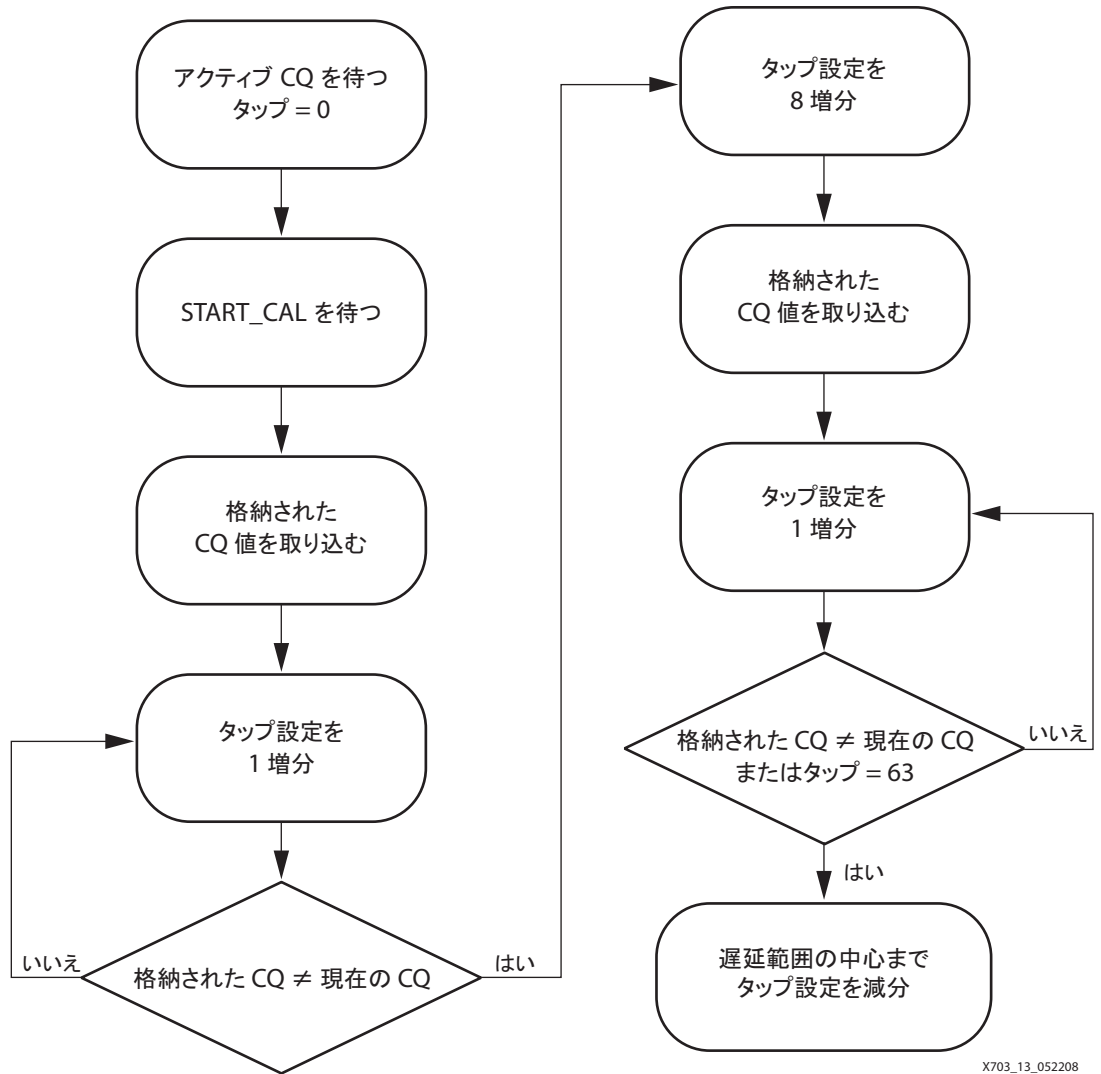 アクティブ CQ を待つ
タップ = 0
START_CAL を待つ
格納された
CQ 値を取り込む
タップ設定を
1 増分
格納された CQ ≠ 現在の CQ
いいえ
はい
タップ設定を
8 増分
格納された
CQ 値を取り込む
タップ設定を
1 増分
格納された CQ ≠ 現在の CQ
またはタップ = 63
いいえ
はい
遅延範囲の中心まで
タップ設定を減分
X703_13_052208